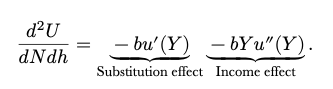 d²U/dNdh = − bu′(Y) − bYu″(Y).
Substitution effect Income effect